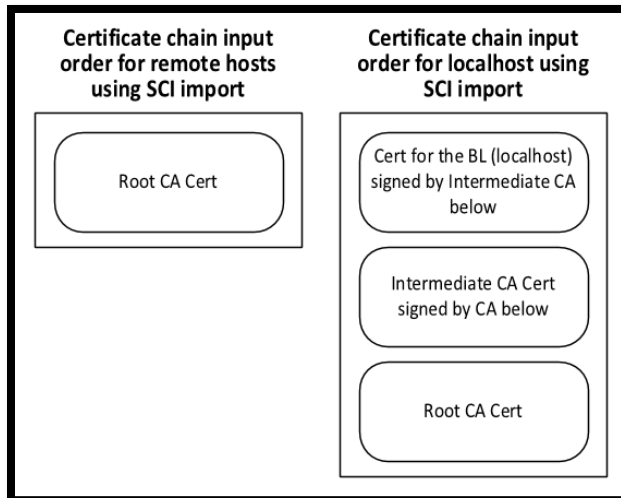 Certificate chain input
order for remote hosts
using SCI import
Root CA Cert
Certificate chain input
order for localhost using
SCI import
Cert for the BL (localhost)
signed by Intermediate CA
below
Intermediate CA Cert
signed by CA below
Root CA Cert